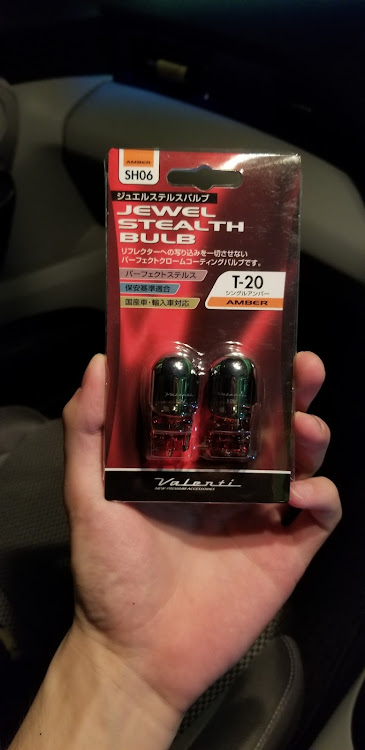 AMBER
SH06
ジュエルステルスバルブ
JEWEL
STEALTH
BULB
リフレクターへの写り込みを一切させない
パーフェクトクロームコーティングバルブです。
パーフェクトステルス
保安基準適合
国産車・輸入車対応
T-20
シングルアンバー
AMBER
Valenti
NEW PREMIUM ACCESSORIES